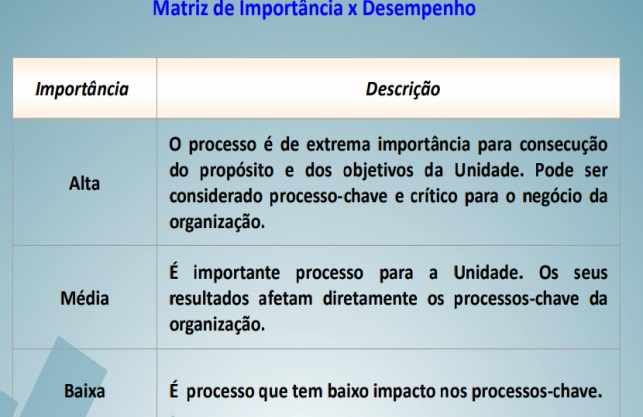 Matriz de Importância x Desempenho
Importância
Descrição
Alta
O processo é de extrema importância para consecução
do propósito e dos objetivos da Unidade. Pode ser
considerado processo-chave e crítico para o negócio da
organização.
Média
É importante processo para a Unidade. Os seus
resultados afetam diretamente os processos-chave da
organização.
Baixa
É processo que tem baixo impacto nos processos-chave.